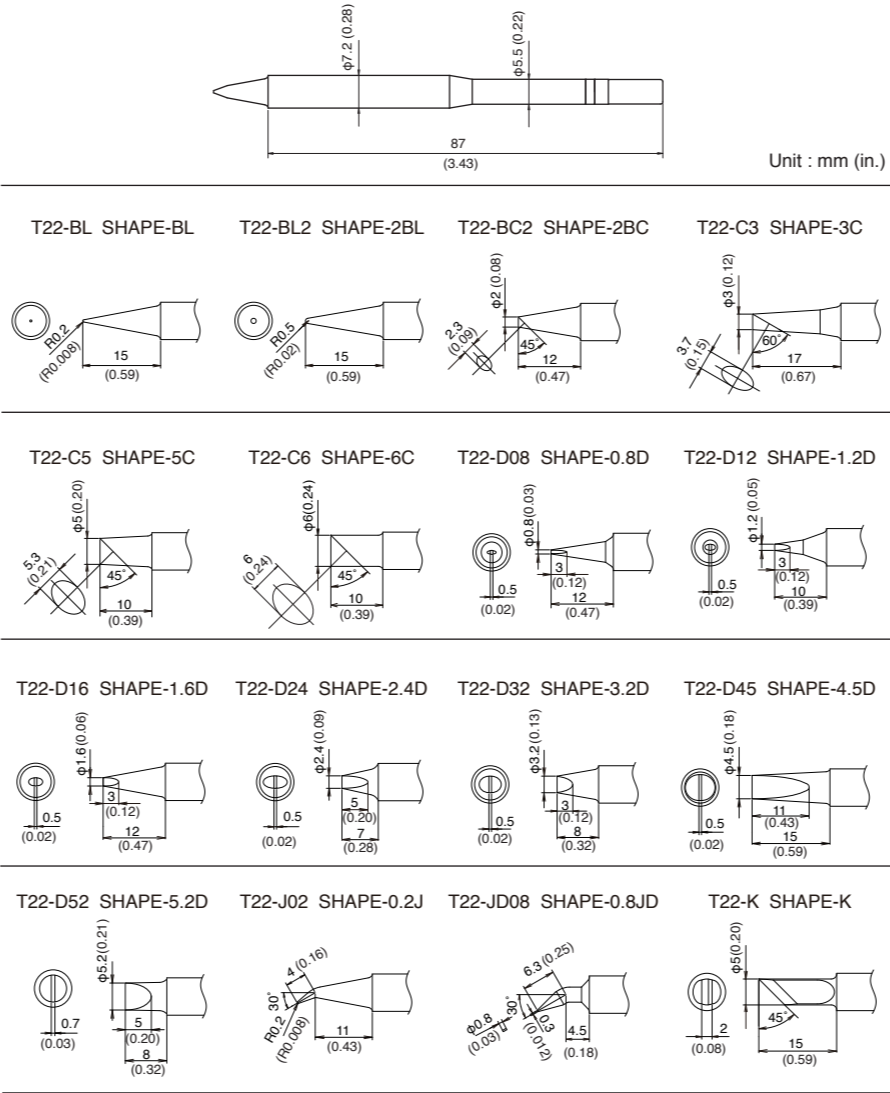 φ7.2 (0.28)
φ5.5 (0.22)
87
(3.43)
Unit : mm (in.)
T22-BL SHAPE-BL
R0.2
(R0.008)
15
(0.59)
T22-BL2 SHAPE-2BL
R0.5
(R0.02)
15
(0.59)
T22-BC2 SHAPE-2BC
φ2 (0.08)
2.3
(0.09)
45°
12
(0.47)
T22-C3 SHAPE-3C
φ3 (0.12)
3.7
(0.15)
60°
17
(0.67)
T22-C5 SHAPE-5C
φ5 (0.20)
5.3
(0.21)
45°
10
(0.39)
T22-C6 SHAPE-6C
φ6(0.24)
6
(0.24)
45°
10
(0.39)
T22-D08 SHAPE-0.8D
φ0.8 (0.03)
0.5
(0.02)
3
(0.12)
12
(0.47)
T22-D12 SHAPE-1.2D
φ1.2 (0.05)
0.5
(0.02)
3
(0.12)
10
(0.39)
T22-D16 SHAPE-1.6D
φ1.6 (0.06)
0.5
(0.02)
3
(0.12)
12
(0.47)
T22-D24 SHAPE-2.4D
φ2.4 (0.09)
0.5
(0.02)
5
(0.20)
7
(0.28)
T22-D32 SHAPE-3.2D
φ3.2 (0.13)
0.5
(0.02)
3
(0.12)
8
(0.32)
T22-D45 SHAPE-4.5D
φ4.5 (0.18)
0.5
(0.02)
11
(0.43)
15
(0.59)
T22-D52 SHAPE-5.2D
φ5.2 (0.21)
0.7
(0.03)
5
(0.20)
8
(0.32)
T22-J02 SHAPE-0.2J
4 (0.16)
30°
R0.2
(R0.008)
11
(0.43)
T22-JD08 SHAPE-0.8JD
6.3 (0.25)
30°
φ0.8
(0.03)
0.3
(0.012)
4.5
(0.18)
T22-K SHAPE-K
φ5 (0.20)
2
(0.08)
45°
15
(0.59)